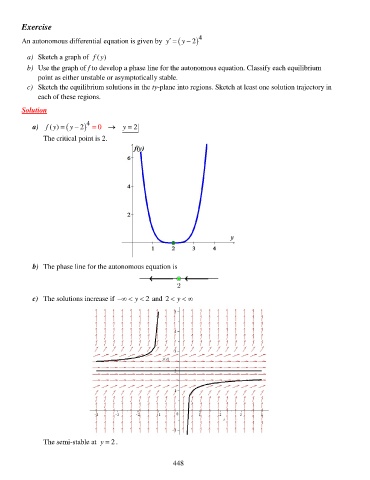 Exercise
An autonomous differential equation is given by y′ = (y − 2)⁴
a) Sketch a graph of f(y)
b) Use the graph of f to develop a phase line for the autonomous equation. Classify each equilibrium
point as either unstable or asymptotically stable.
c) Sketch the equilibrium solutions in the ty-plane into regions. Sketch at least one solution trajectory in
each of these regions.
Solution
a) f(y) = (y − 2)⁴ = 0 → y = 2
The critical point is 2.
f(y)
6
4
2
y
1 2 3 4
b) The phase line for the autonomous equation is
2
c) The solutions increase if −∞ < y < 2 and 2 < y < ∞
The semi-stable at y = 2.
448